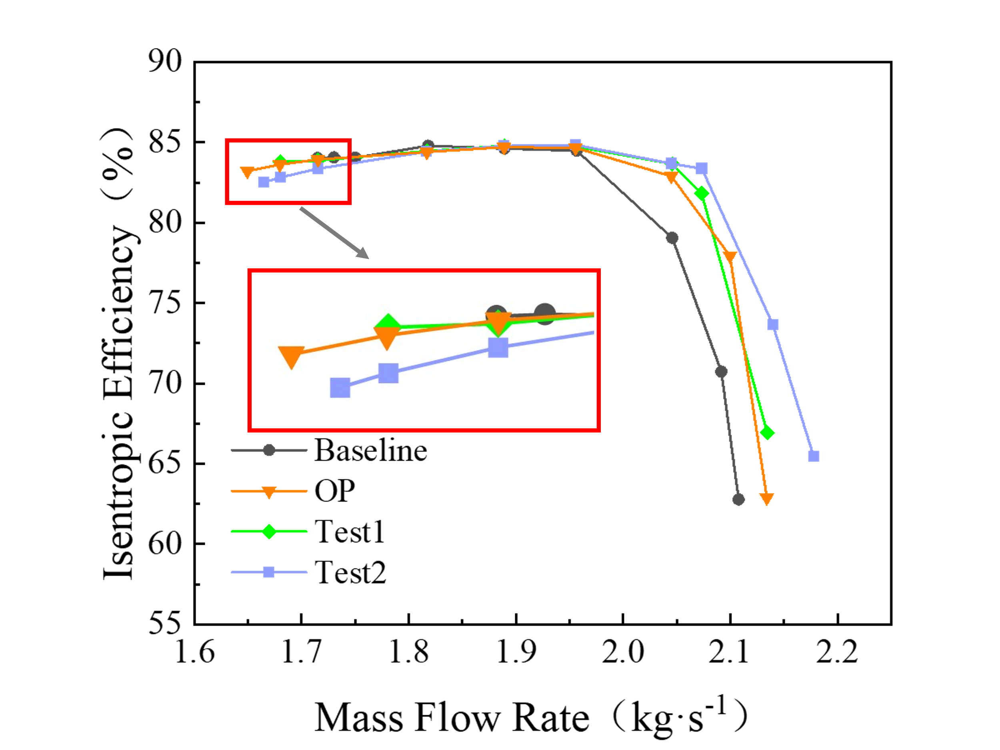 90
85
80
75
70
65
60
55
Isentropic Efficiency（%）
Baseline
OP
Test1
Test2
1.6 1.7 1.8 1.9 2.0 2.1 2.2
Mass Flow Rate（kg·s⁻¹）